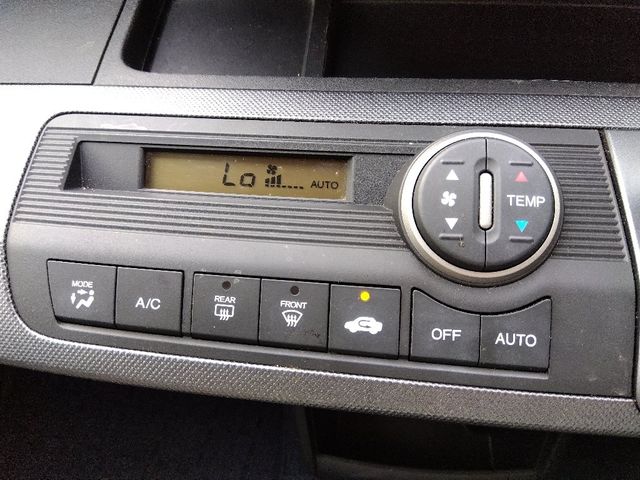 Lo AUTO
TEMP
MODE
A/C
REAR
FRONT
OFF
AUTO